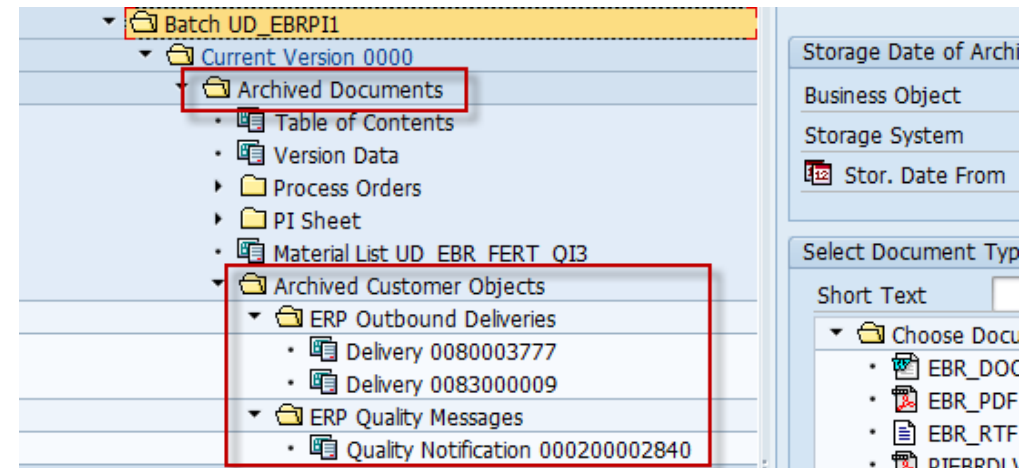 Batch UD_EBRPI1
Current Version 0000
Archived Documents
Table of Contents
Version Data
Process Orders
PI Sheet
Material List UD_EBR_FERT_QI3
Archived Customer Objects
ERP Outbound Deliveries
Delivery 0080003777
Delivery 0083000009
ERP Quality Messages
Quality Notification 000200002840
Storage Date of Archi
Business Object
Storage System
Stor. Date From
Select Document Typ
Short Text
Choose Docu
EBR_DOC
EBR_PDF
EBR_RTF